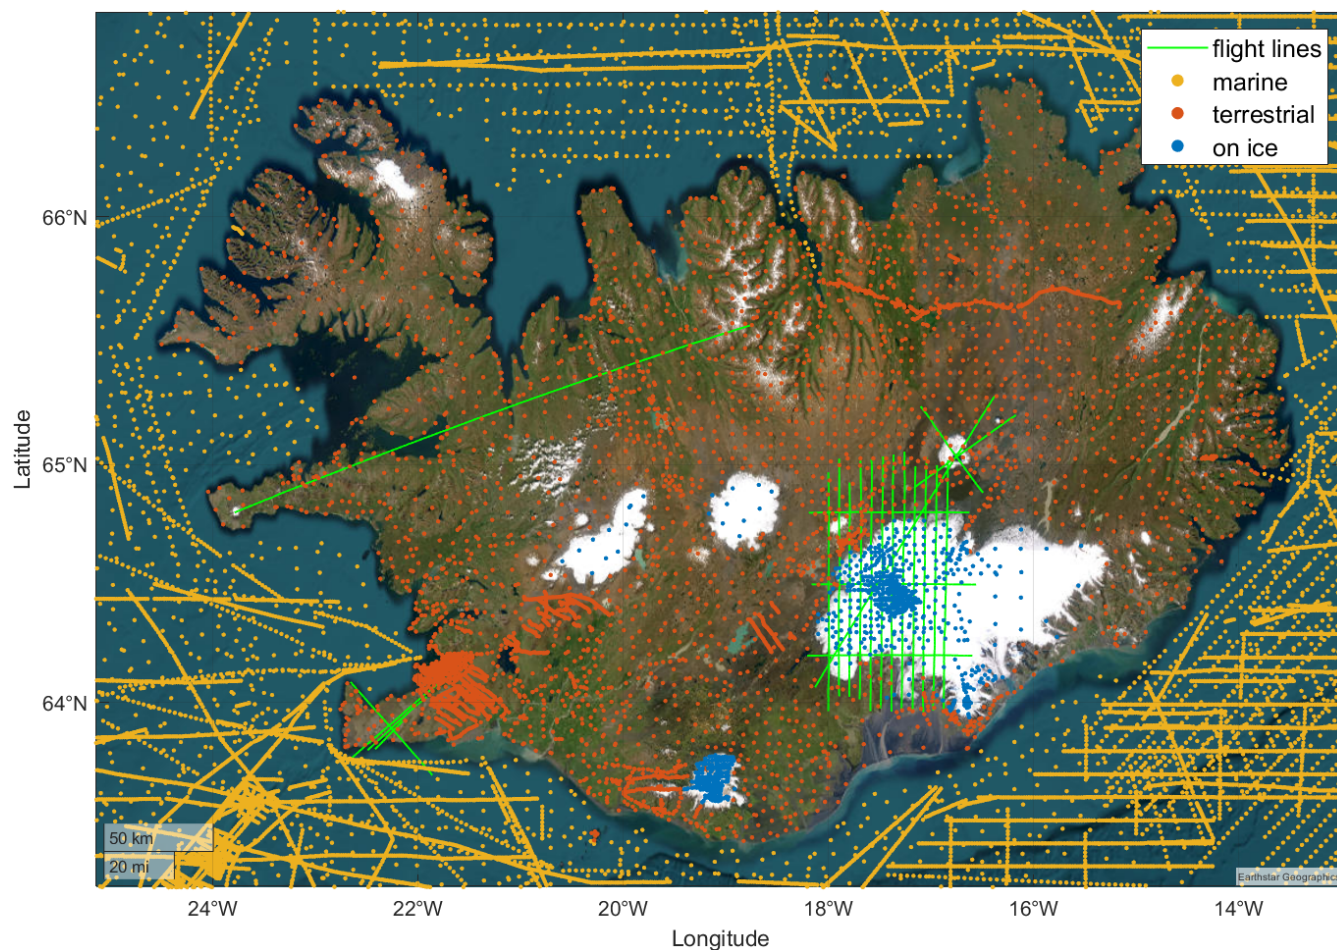 flight lines
marine
terrestrial
on ice
66°N
65°N
64°N
Latitude
50 km
20 mi
Earthstar Geographics
24°W 22°W 20°W 18°W 16°W 14°W
Longitude